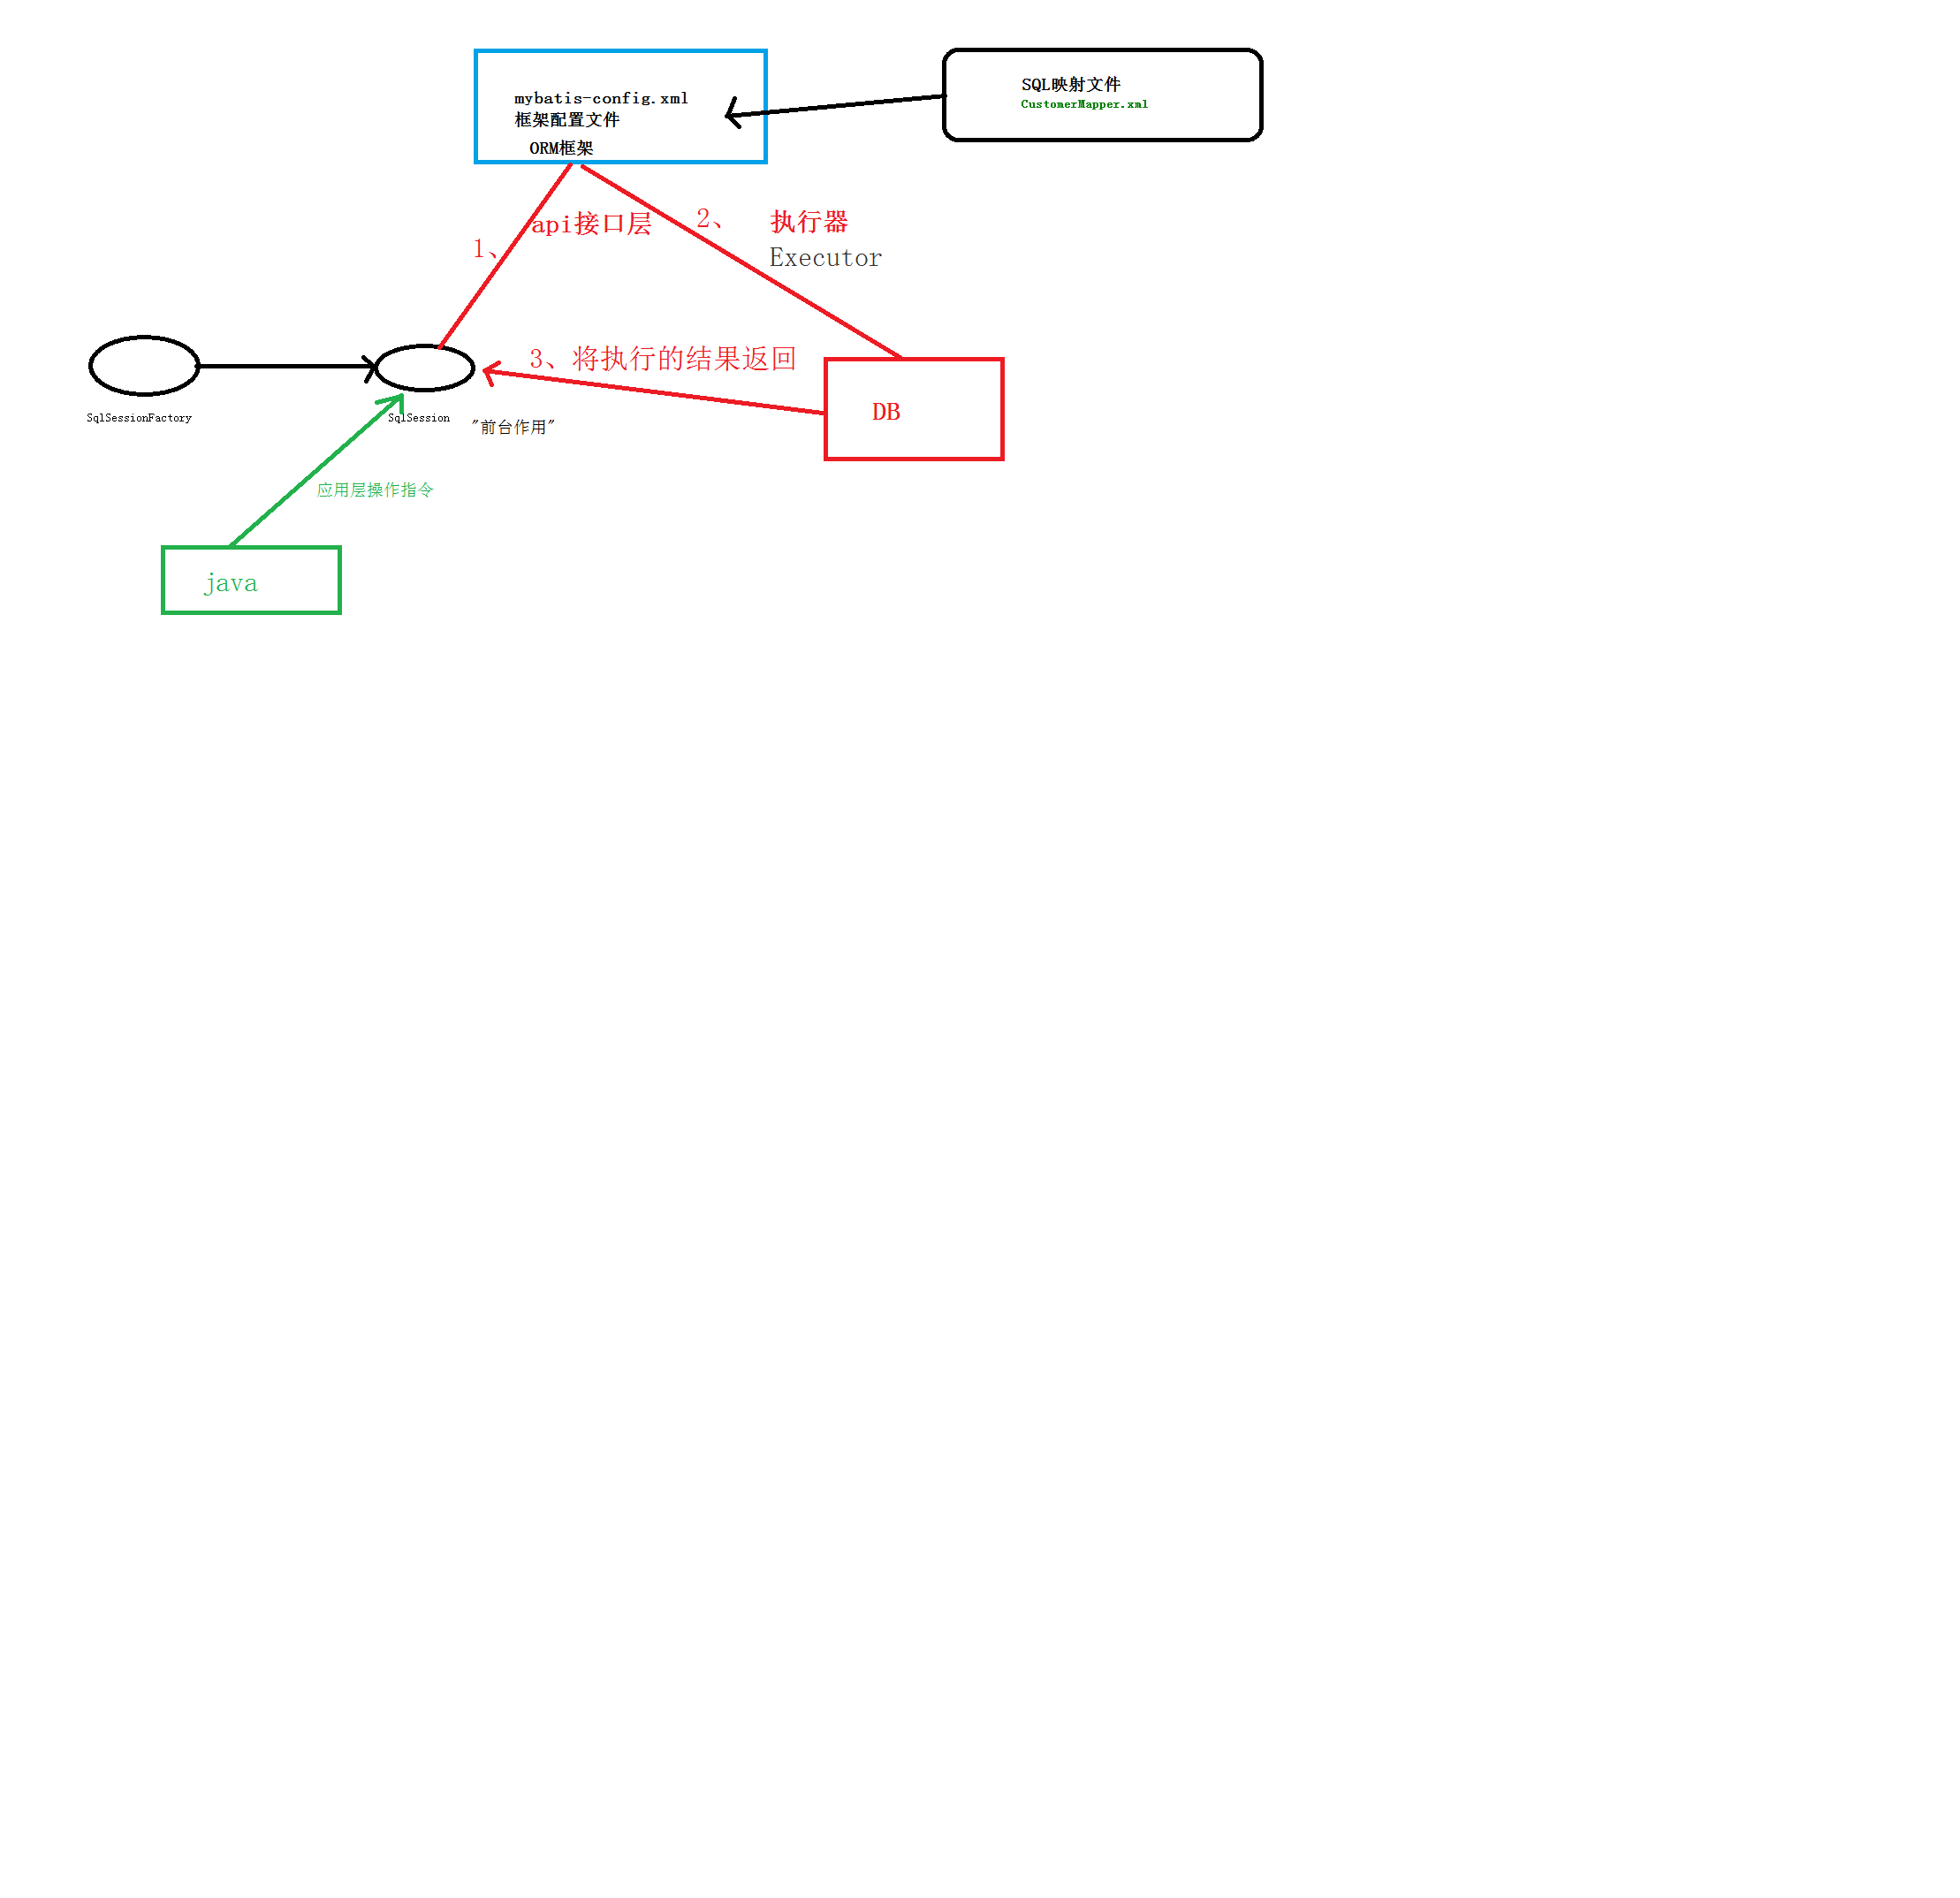 SQL映射文件
CustomerMapper.xml
mybatis-config.xml
框架配置文件
ORM框架
api接口层
1、
2、
执行器
Executor
3、将执行的结果返回
DB
SqlSessionFactory
SqlSession
"前台作用"
应用层操作指令
java